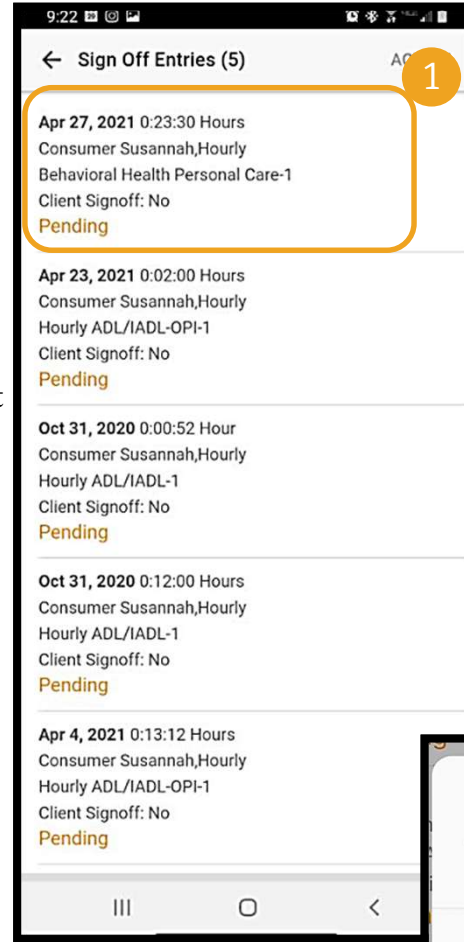 9:22
Sign Off Entries (5)
1
Apr 27, 2021 0:23:30 Hours
Consumer Susannah,Hourly
Behavioral Health Personal Care-1
Client Signoff: No
Pending
Apr 23, 2021 0:02:00 Hours
Consumer Susannah,Hourly
Hourly ADL/IADL-OPI-1
Client Signoff: No
Pending
Oct 31, 2020 0:00:52 Hour
Consumer Susannah,Hourly
Hourly ADL/IADL-1
Client Signoff: No
Pending
Oct 31, 2020 0:12:00 Hours
Consumer Susannah,Hourly
Hourly ADL/IADL-1
Client Signoff: No
Pending
Apr 4, 2021 0:13:12 Hours
Consumer Susannah,Hourly
Hourly ADL/IADL-OPI-1
Client Signoff: No
Pending